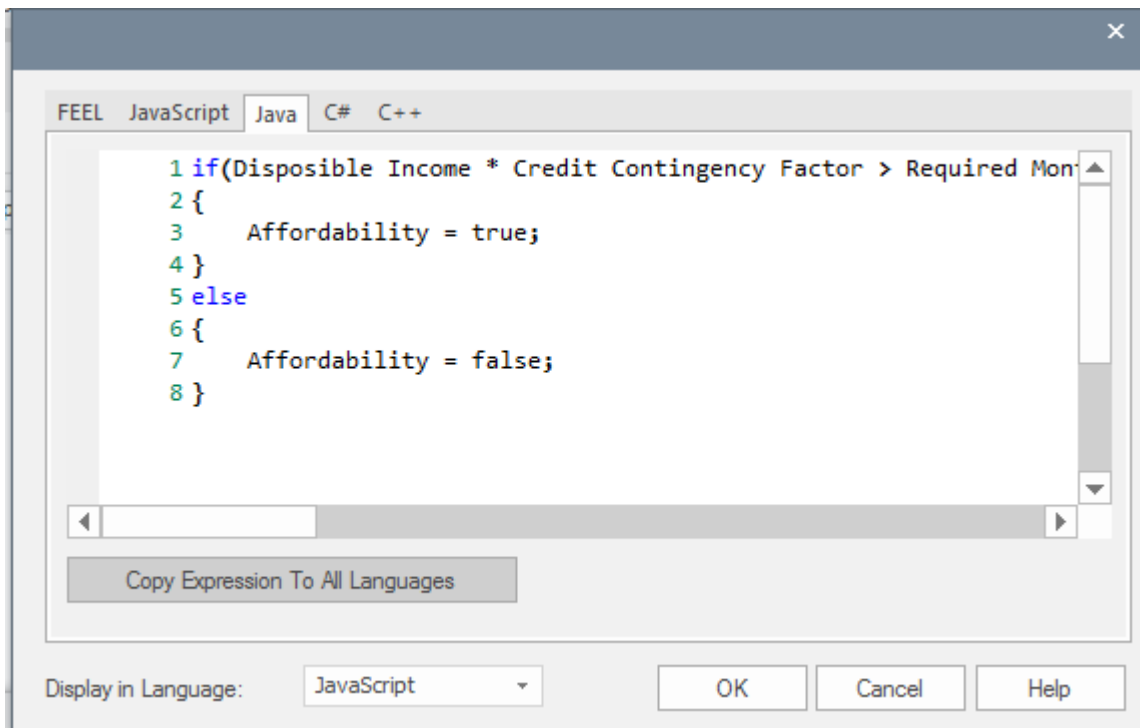 FEEL JavaScript Java C# C++
1 if(Disposible Income * Credit Contingency Factor > Required
2 {
3 Affordability = true;
4 }
5 else
6 {
7 Affordability = false;
8 }
Copy Expression To All Languages
Display in Language: JavaScript OK Cancel Help